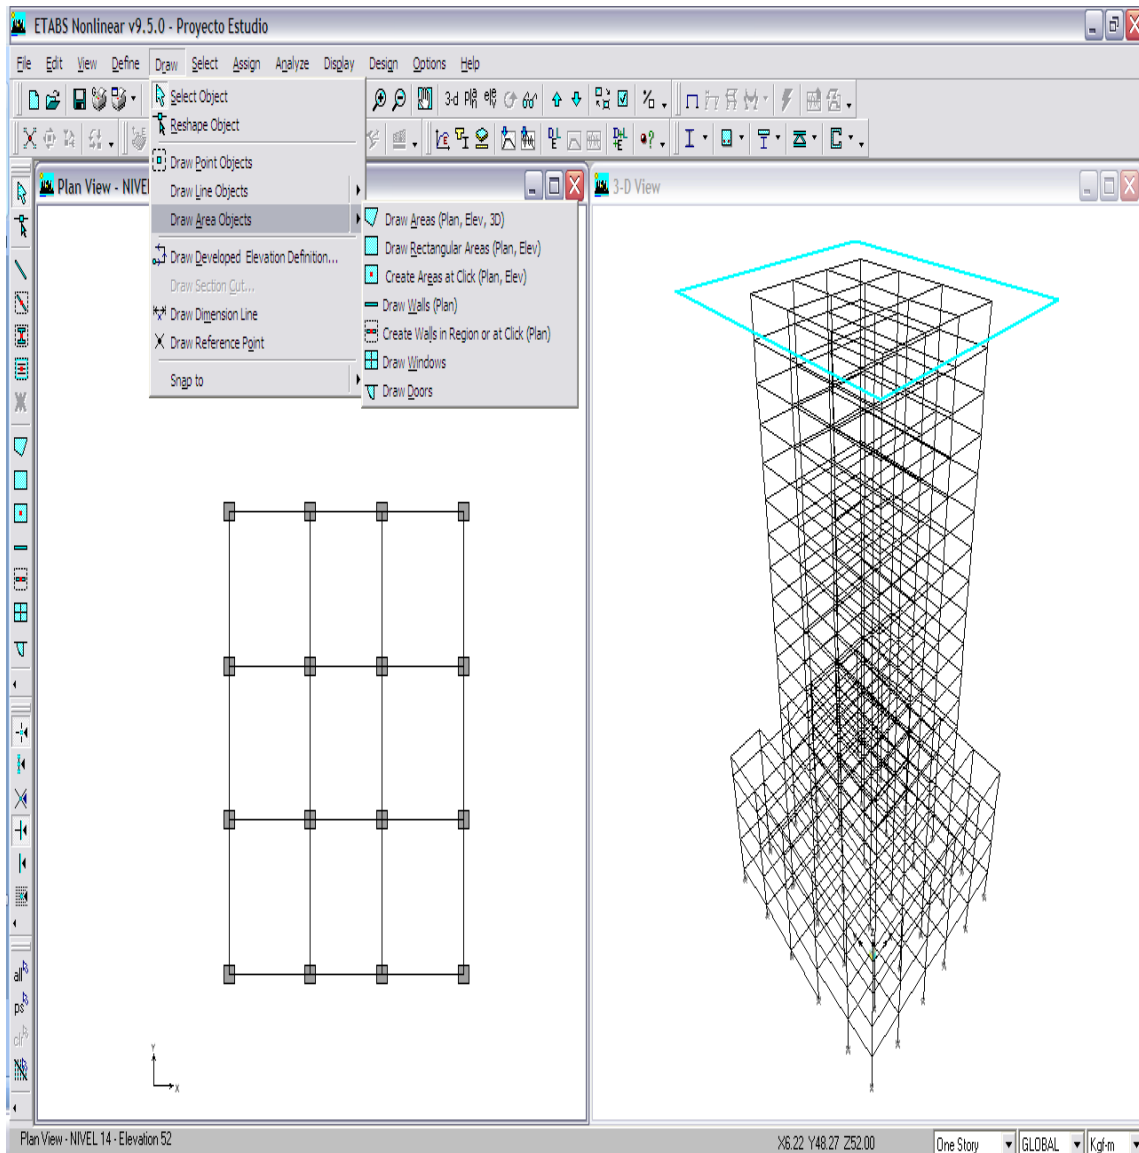 ETABS Nonlinear v9.5.0 - Proyecto Estudio
File Edit View Define Draw Select Assign Analyze Display Design Options Help
3-d
Select Object
Reshape Object
Draw Point Objects
Draw Line Objects
Draw Area Objects
Draw Developed Elevation Definition...
Draw Section Cut...
Draw Dimension Line
Draw Reference Point
Snap to
Draw Areas (Plan, Elev, 3D)
Draw Rectangular Areas (Plan, Elev)
Create Areas at Click (Plan, Elev)
Draw Walls (Plan)
Create Walls in Region or at Click (Plan)
Draw Windows
Draw Doors
Plan View - NIVE
3-D View
all
ps
clr
Y
X
Z
Plan View - NIVEL 14 - Elevation 52
X6.22 Y48.27 Z52.00
One Story
GLOBAL
Kgf-m